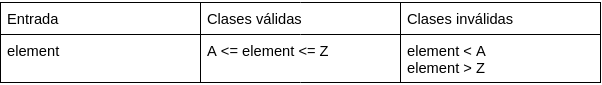 Entrada Clases válidas Clases inválidas
element A <= element <= Z element < A
element > Z